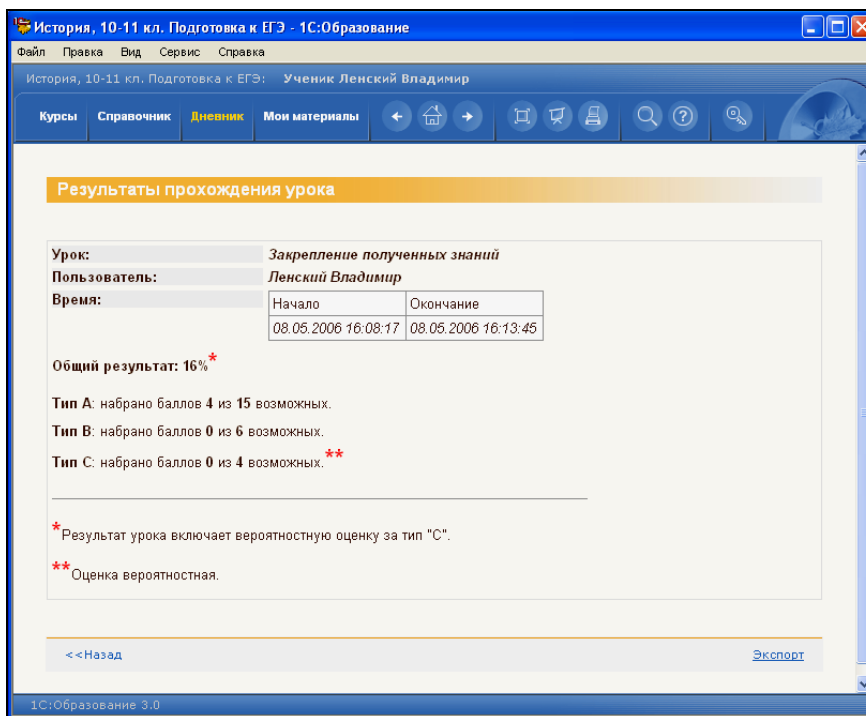 История, 10-11 кл. Подготовка к ЕГЭ - 1С:Образование
Файл Правка Вид Сервис Справка
История, 10-11 кл. Подготовка к ЕГЭ: Ученик Ленский Владимир
Курсы Справочник Дневник Мои материалы
Результаты прохождения урока
Урок: Закрепление полученных знаний
Пользователь: Ленский Владимир
Время: Начало Окончание
08.05.2006 16:08:17 08.05.2006 16:13:45
Общий результат: 16%*
Тип А: набрано баллов 4 из 15 возможных.
Тип В: набрано баллов 0 из 6 возможных.
Тип С: набрано баллов 0 из 4 возможных.**
*Результат урока включает вероятностную оценку за тип "С".
**Оценка вероятностная.
<<Назад Экспорт
1С:Образование 3.0